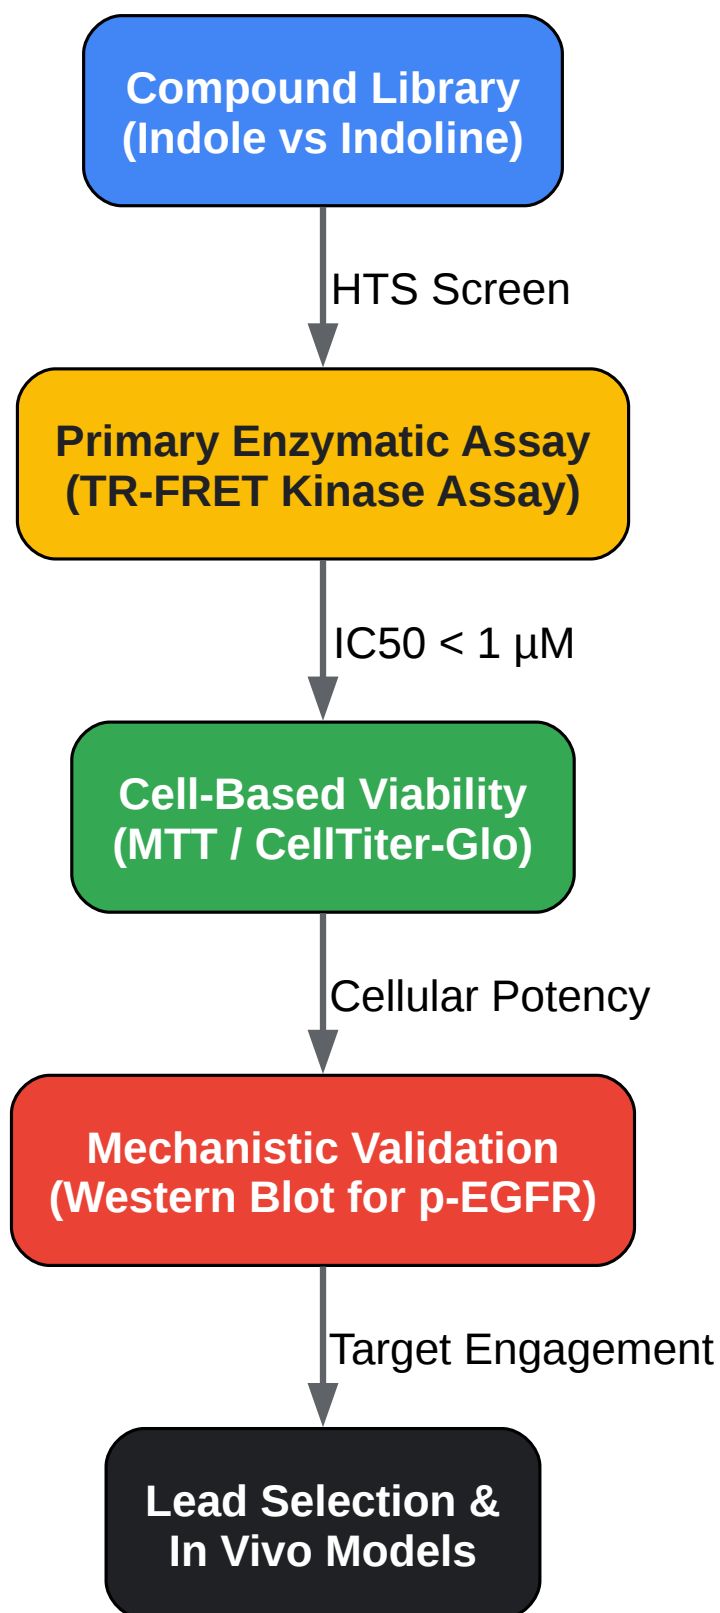 Compound Library
(Indole vs Indoline)
HTS Screen
Primary Enzymatic Assay
(TR-FRET Kinase Assay)
IC50 < 1 µM
Cell-Based Viability
(MTT / CellTiter-Glo)
Cellular Potency
Mechanistic Validation
(Western Blot for p-EGFR)
Target Engagement
Lead Selection &
In Vivo Models